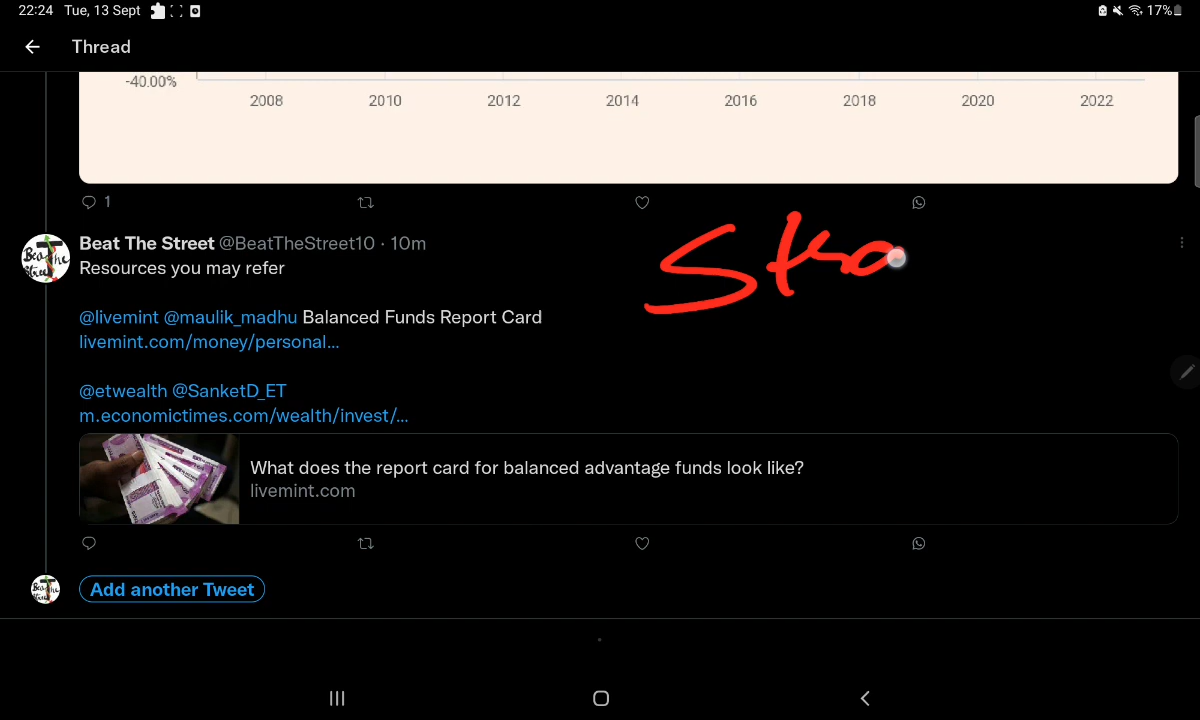 22:24 Tue, 13 Sept 17%
Thread
-40.00%
2008 2010 2012 2014 2016 2018 2020 2022
1
Beat The Street @BeatTheStreet10 · 10m
Resources you may refer
@livemint @maulik_madhu Balanced Funds Report Card
livemint.com/money/personal...
@etwealth @SanketD_ET
m.economictimes.com/wealth/invest/...
What does the report card for balanced advantage funds look like?
livemint.com
Add another Tweet